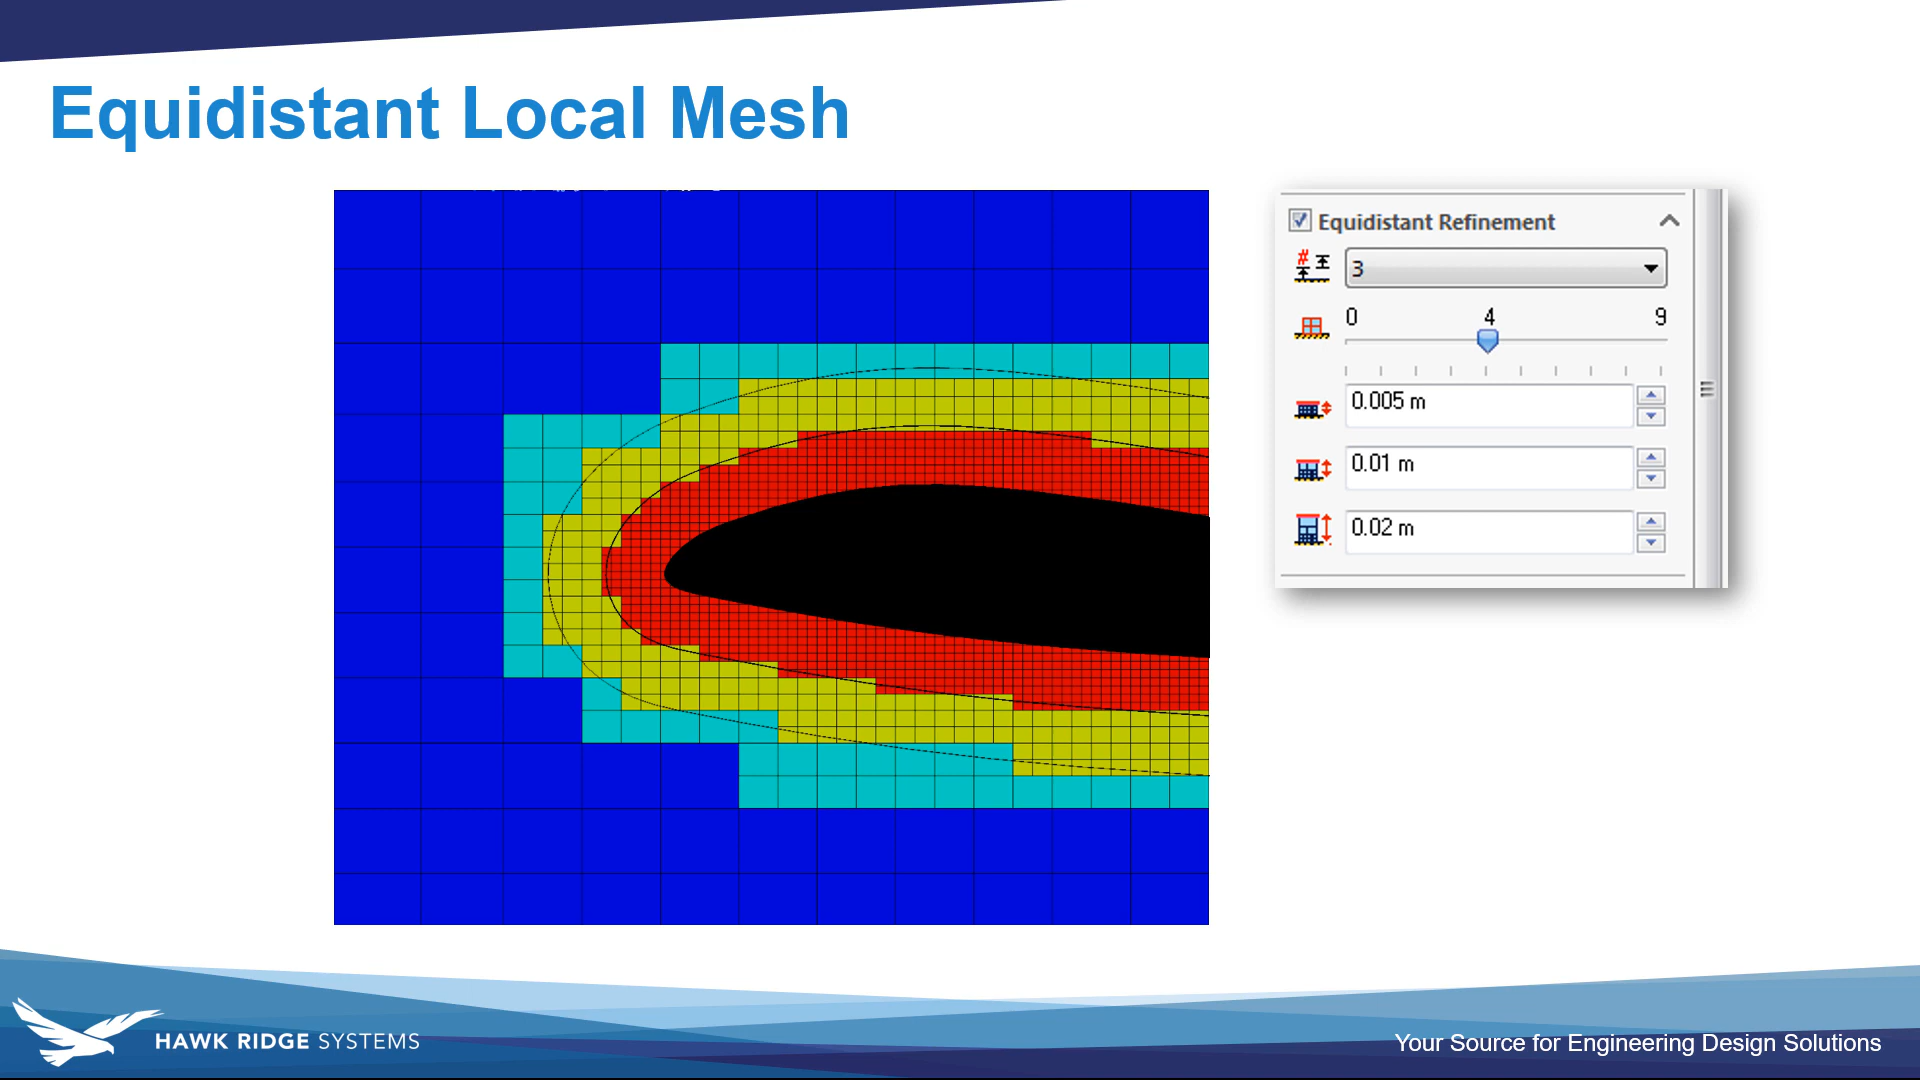 Equidistant Local Mesh
Equidistant Refinement
#
3
0 4 9
0.005 m
0.01 m
0.02 m
HAWK RIDGE SYSTEMS
Your Source for Engineering Design Solutions